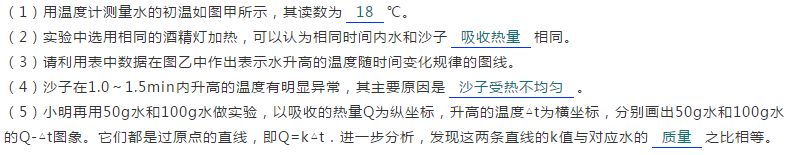 （1）用温度计测量水的初温如图甲所示，其读数为 18 ℃。
（2）实验中选用相同的酒精灯加热，可以认为相同时间内水和沙子 吸收热量 相同。
（3）请利用表中数据在图乙中作出表示水升高的温度随时间变化规律的图线。
（4）沙子在1.0～1.5min内升高的温度有明显异常，其主要原因是 沙子受热不均匀 。
（5）小明再用50g水和100g水做实验，以吸收的热量Q为纵坐标，升高的温度△t为横坐标，分别画出50g水和100g水
的Q-△t图象。它们都是过原点的直线，即Q=k△t．进一步分析，发现这两条直线的k值与对应水的 质量 之比相等。